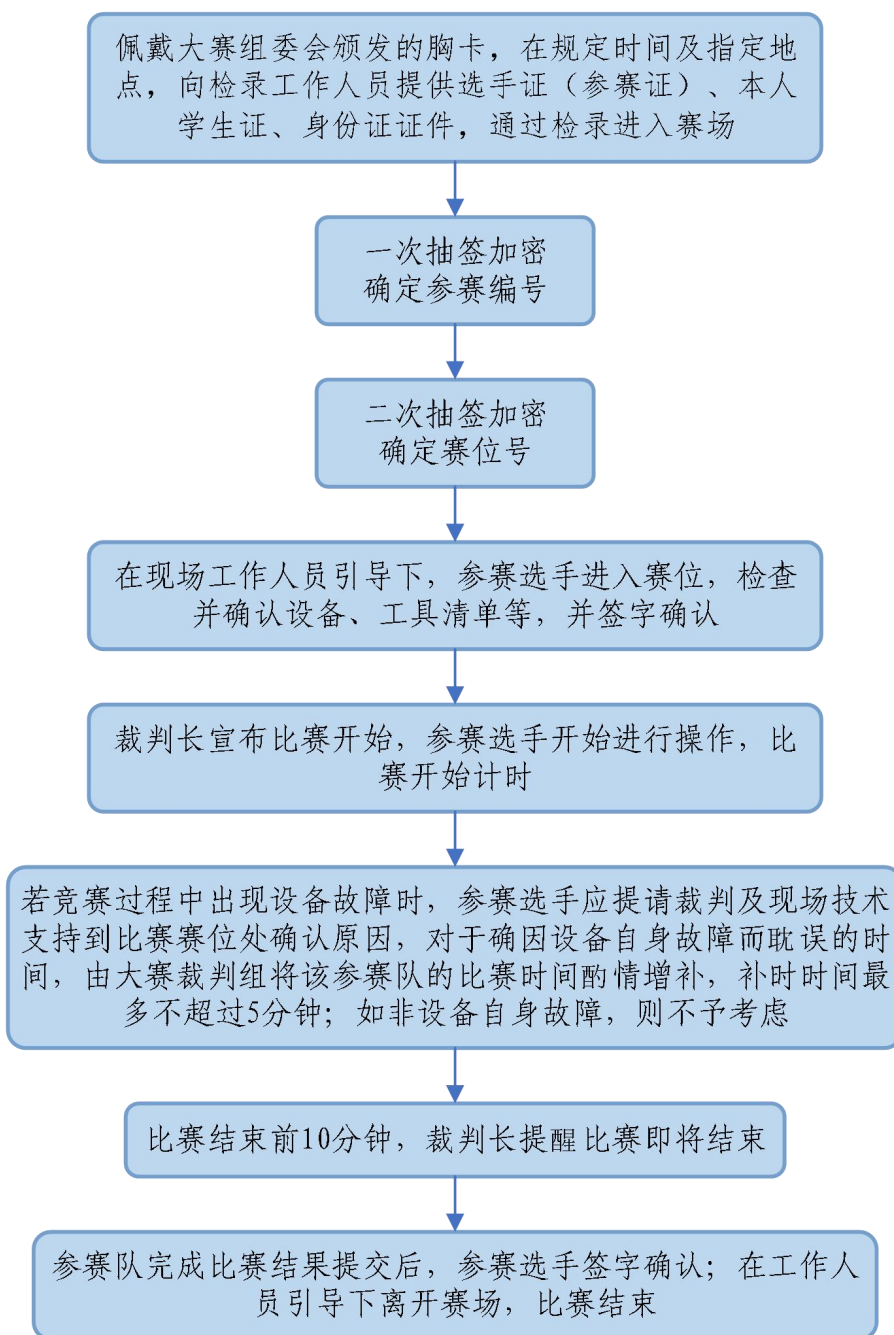 佩戴大赛组委会颁发的胸卡，在规定时间及指定地
点，向检录工作人员提供选手证（参赛证）、本人
学生证、身份证证件，通过检录进入赛场
一次抽签加密
确定参赛编号
二次抽签加密
确定赛位号
在现场工作人员引导下，参赛选手进入赛位，检查
并确认设备、工具清单等，并签字确认
裁判长宣布比赛开始，参赛选手开始进行操作，比
赛开始计时
若竞赛过程中出现设备故障时，参赛选手应提请裁判及现场技术
支持到比赛赛位处确认原因，对于确因设备自身故障而耽误的时
间，由大赛裁判组将该参赛队的比赛时间酌情增补，补时时间最
多不超过5分钟；如非设备自身故障，则不予考虑
比赛结束前10分钟，裁判长提醒比赛即将结束
参赛队完成比赛结果提交后，参赛选手签字确认；在工作人
员引导下离开赛场，比赛结束